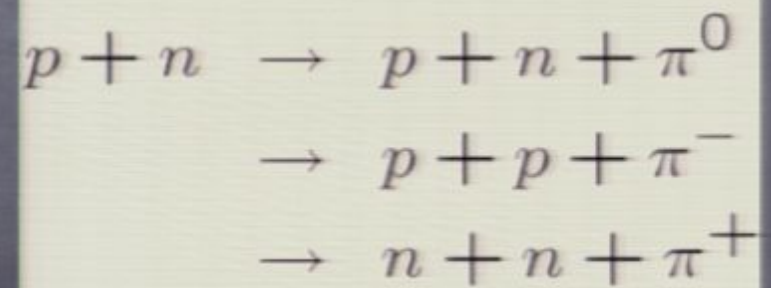 p + n → p + n + π⁰
→ p + p + π⁻
→ n + n + π⁺